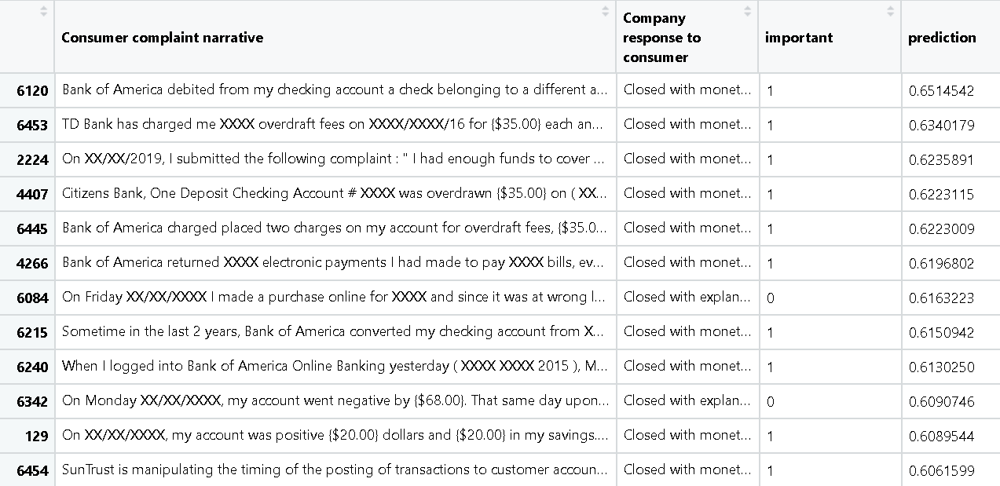 Consumer complaint narrative Company response to consumer important prediction
6120 Bank of America debited from my checking account a check belonging to a different a... Closed with monet... 1 0.6514542
6453 TD Bank has charged me XXXX overdraft fees on XXXX/XXXX/16 for {$35.00} each an... Closed with monet... 1 0.6340179
2224 On XX/XX/2019, I submitted the following complaint : " I had enough funds to cover ... Closed with monet... 1 0.6235891
4407 Citizens Bank, One Deposit Checking Account # XXXX was overdrawn {$35.00} on ( XX... Closed with monet... 1 0.6223115
6445 Bank of America charged placed two charges on my account for overdraft fees, {$35.0... Closed with monet... 1 0.6223009
4266 Bank of America returned XXXX electronic payments I had made to pay XXXX bills, ev... Closed with monet... 1 0.6196802
6084 On Friday XX/XX/XXXX I made a purchase online for XXXX and since it was at wrong l... Closed with explan... 0 0.6163223
6215 Sometime in the last 2 years, Bank of America converted my checking account from X... Closed with monet... 1 0.6150942
6240 When I logged into Bank of America Online Banking yesterday ( XXXX XXXX 2015 ), M... Closed with monet... 1 0.6130250
6342 On Monday XX/XX/XXXX, my account went negative by {$68.00}. That same day upon... Closed with explan... 0 0.6090746
129 On XX/XX/XXXX, my account was positive {$20.00} dollars and {$20.00} in my savings.... Closed with monet... 1 0.6089544
6454 SunTrust is manipulating the timing of the posting of transactions to customer accoun... Closed with monet... 1 0.6061599